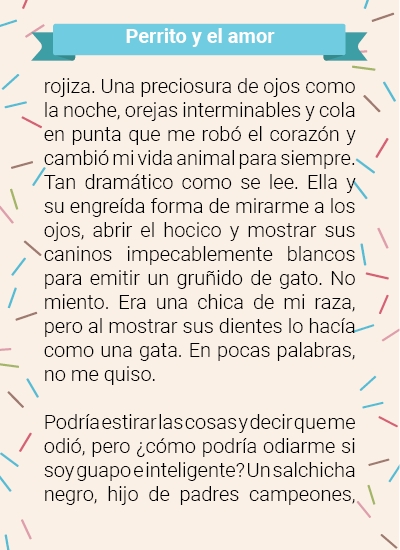 Perrito y el amor
rojiza. Una preciosura de ojos como
la noche, orejas interminables y cola
en punta que me robó el corazón y
cambió mi vida animal para siempre.
Tan dramático como se lee. Ella y
su engreída forma de mirarme a los
ojos, abrir el hocico y mostrar sus
caninos impecablemente blancos
para emitir un gruñido de gato. No
miento. Era una chica de mi raza,
pero al mostrar sus dientes lo hacía
como una gata. En pocas palabras,
no me quiso.
Podría estirar las cosas y decir que me
odió, pero ¿cómo podría odiarme si
soy guapo e inteligente? Un salchicha
negro, hijo de padres campeones,